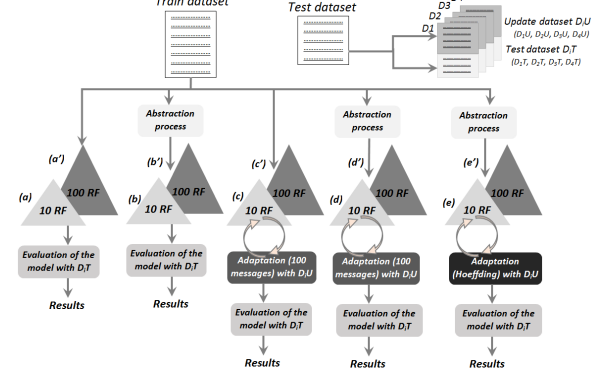 Train dataset
Test dataset
D3
D2
D1
Update dataset DiU
(D1U, D2U, D3U, D4U)
Test dataset DiT
(D1T, D2T, D3T, D4T)
Abstraction process
Abstraction process
Abstraction process
(a')
(b')
(c')
(d')
(e')
100 RF
100 RF
100 RF
100 RF
100 RF
(a)
(b)
(c)
(d)
(e)
10 RF
10 RF
10 RF
10 RF
10 RF
Evaluation of the
model with DiT
Evaluation of the
model with DiT
Adaptation (100
messages) with DiU
Adaptation (100
messages) with DiU
Adaptation
(Hoeffding) with DiU
Results
Results
Evaluation of the
model with DiT
Evaluation of the
model with DiT
Evaluation of the
model with DiT
Results
Results
Results